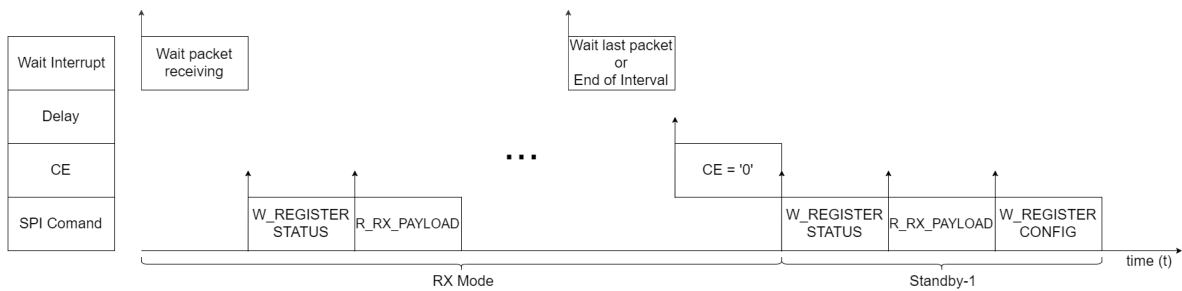 Wait Interrupt
Wait packet
receiving
Wait last packet
or
End of Interval
Delay
CE
...
CE = '0'
SPI Comand
W_REGISTER
STATUS
R_RX_PAYLOAD
W_REGISTER
STATUS
R_RX_PAYLOAD
W_REGISTER
CONFIG
time (t)
RX Mode
Standby-1